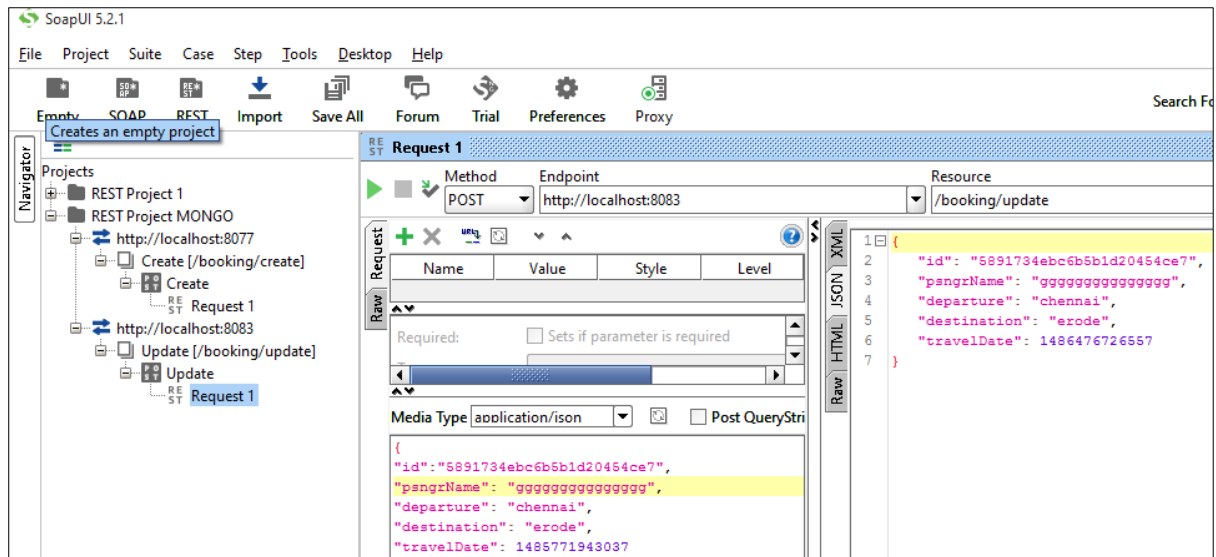 SoapUI 5.2.1
File Project Suite Case Step Tools Desktop Help
Empty SOAP REST Import Save All Forum Trial Preferences Proxy
Search Fo
Creates an empty project
Navigator
Projects
REST Project 1
REST Project MONGO
http://localhost:8077
Create [/booking/create]
Create
Request 1
http://localhost:8083
Update [/booking/update]
Update
Request 1
REST Request 1
Method Endpoint Resource
POST http://localhost:8083 /booking/update
Request
Raw
Name Value Style Level
Required: Sets if parameter is required
Media Type application/json Post QueryStri
{
"id":"5891734ebc6b5b1d20454ce7",
"psngrName": "ggggggggggggggg",
"departure": "chennai",
"destination": "erode",
"travelDate": 1485771943037
XML
JSON
HTML
Raw
1 {
2 "id": "5891734ebc6b5b1d20454ce7",
3 "psngrName": "ggggggggggggggg",
4 "departure": "chennai",
5 "destination": "erode",
6 "travelDate": 1486476726557
7 }